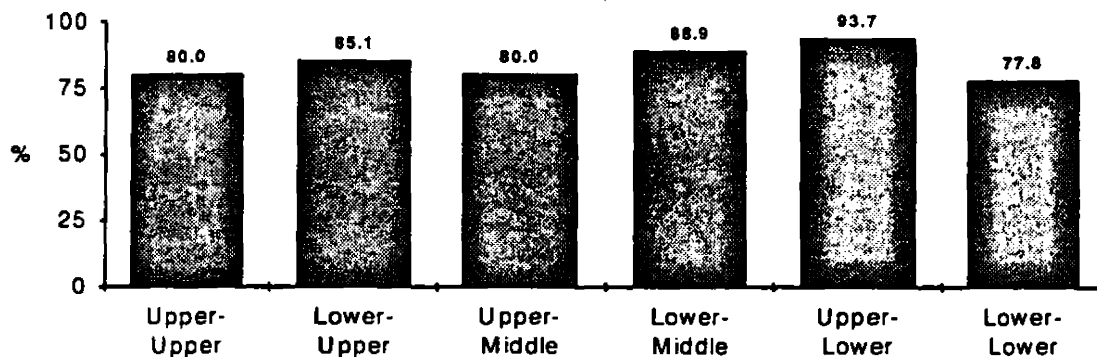 100
93.7
88.9
85.1
80.0
80.0
77.8
75
%
50
25
0
Upper-
Upper
Lower-
Upper
Upper-
Middle
Lower-
Middle
Upper-
Lower
Lower-
Lower